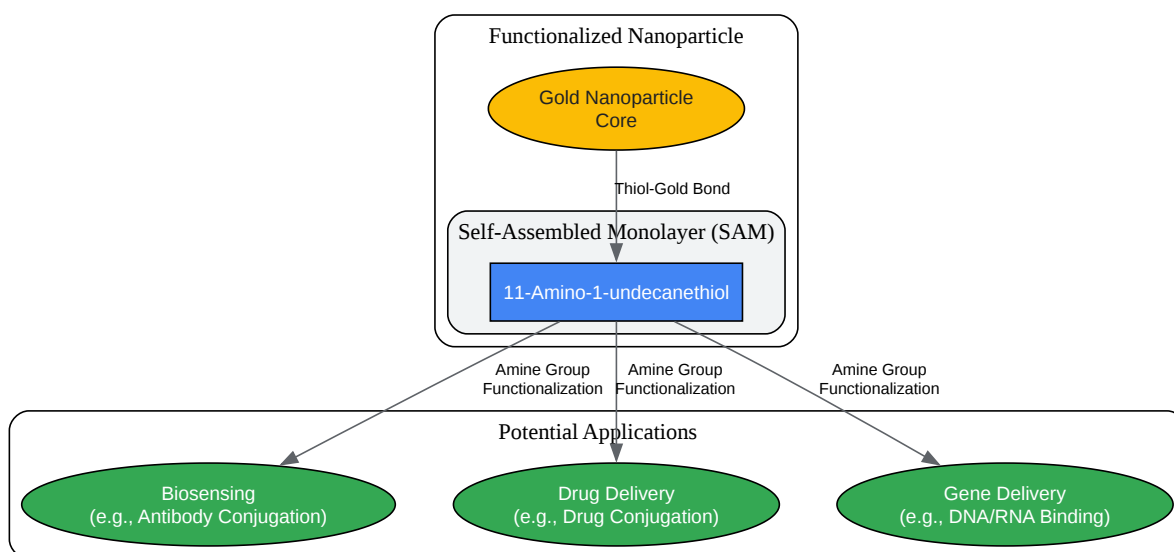 Functionalized Nanoparticle
Gold Nanoparticle
Core
Thiol-Gold Bond
Self-Assembled Monolayer (SAM)
11-Amino-1-undecanethiol
Amine Group
Functionalization
Amine Group
Functionalization
Amine Group
Functionalization
Potential Applications
Biosensing
(e.g., Antibody Conjugation)
Drug Delivery
(e.g., Drug Conjugation)
Gene Delivery
(e.g., DNA/RNA Binding)